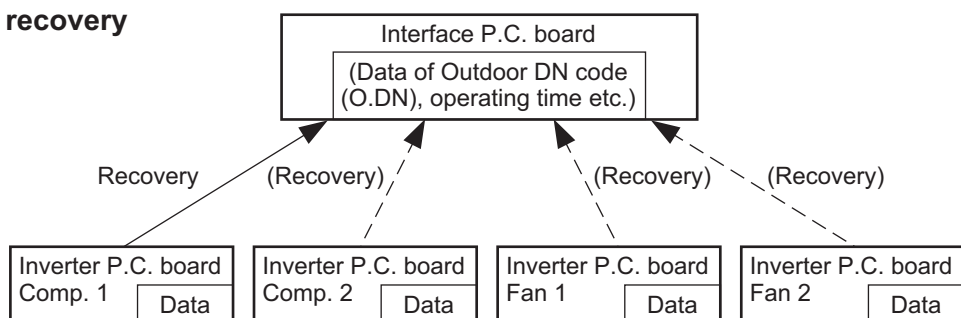 recovery
Interface P.C. board
(Data of Outdoor DN code
(O.DN), operating time etc.)
Recovery
(Recovery)
(Recovery)
(Recovery)
Inverter P.C. board
Comp. 1
Data
Inverter P.C. board
Comp. 2
Data
Inverter P.C. board
Fan 1
Data
Inverter P.C. board
Fan 2
Data